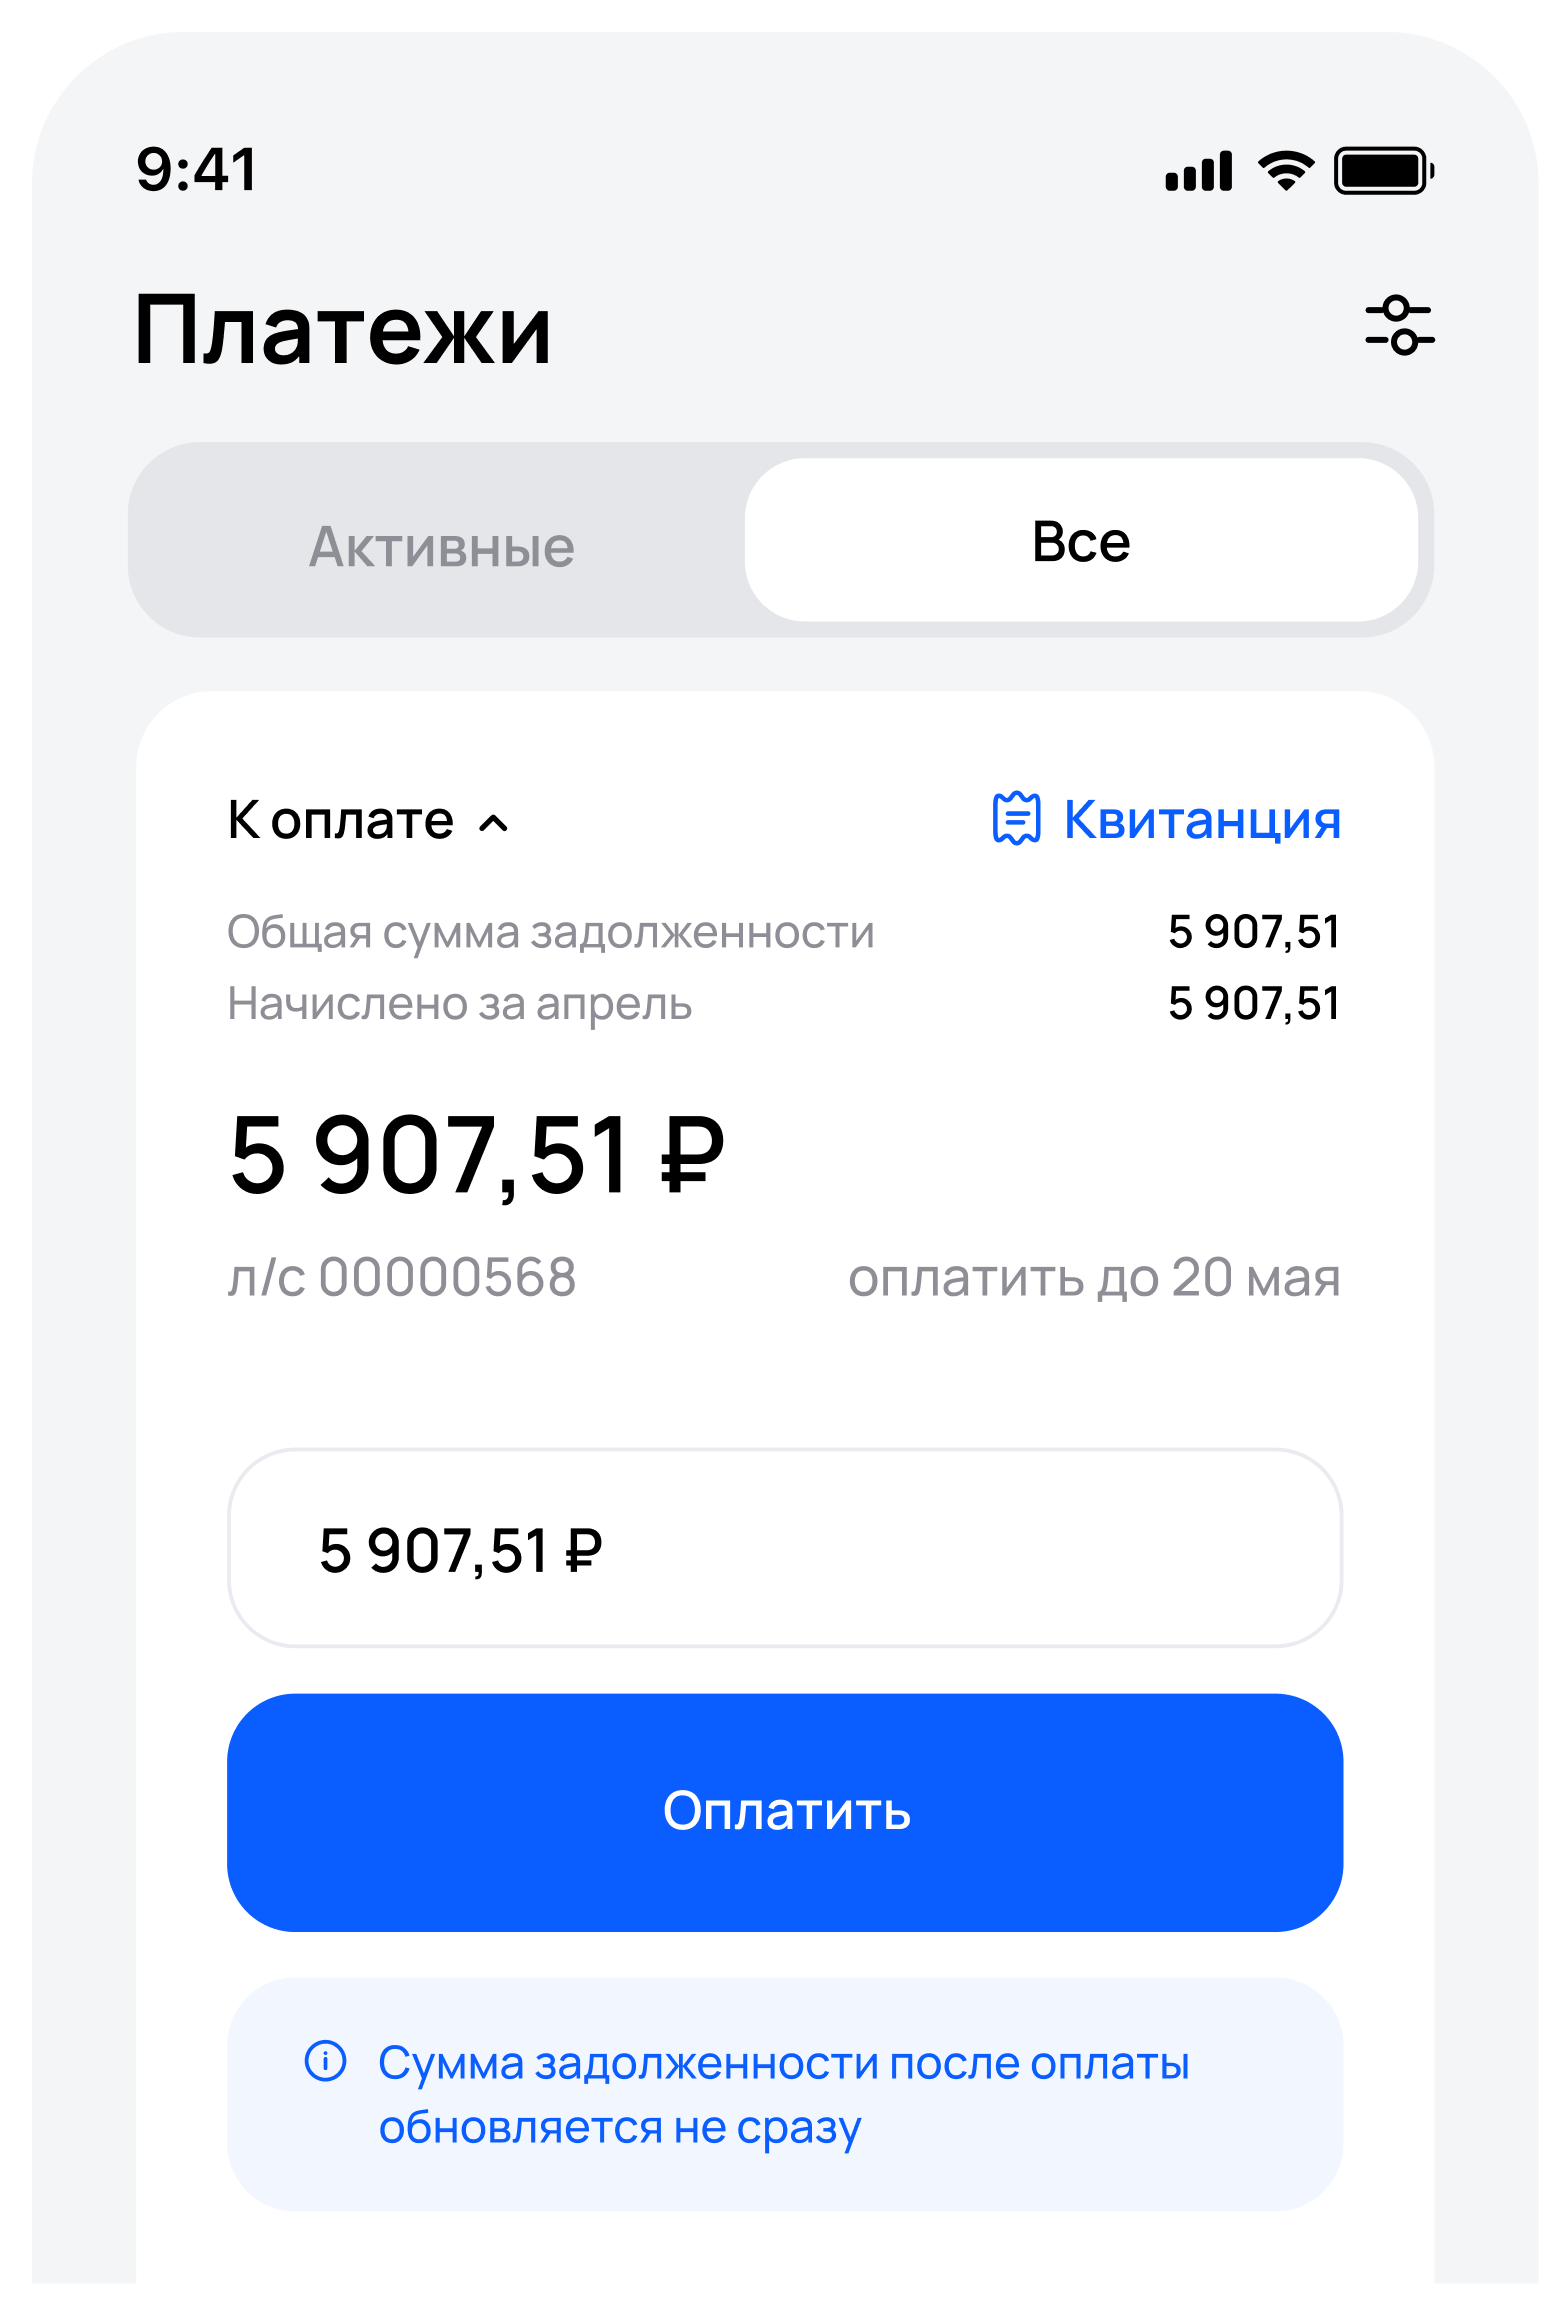 9:41
Платежи
Активные
Все
К оплате
Квитанция
Общая сумма задолженности 5 907,51
Начислено за апрель 5 907,51
5 907,51 ₽
л/с 00000568
оплатить до 20 мая
5 907,51 ₽
Оплатить
Сумма задолженности после оплаты
обновляется не сразу